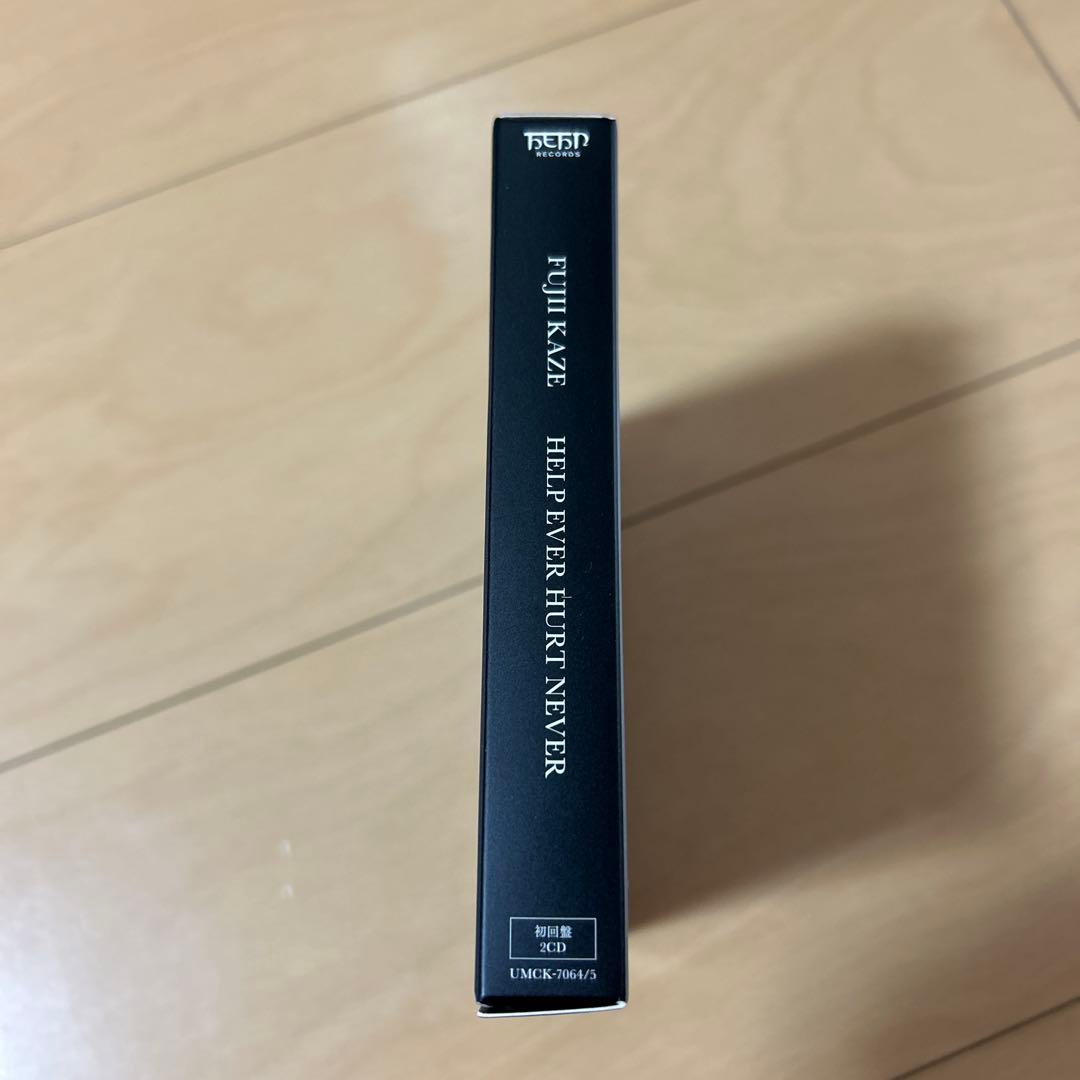 HEHN
RECORDS
FUJII KAZE HELP EVER HURT NEVER
初回盤
2CD
UMCK-7064/5